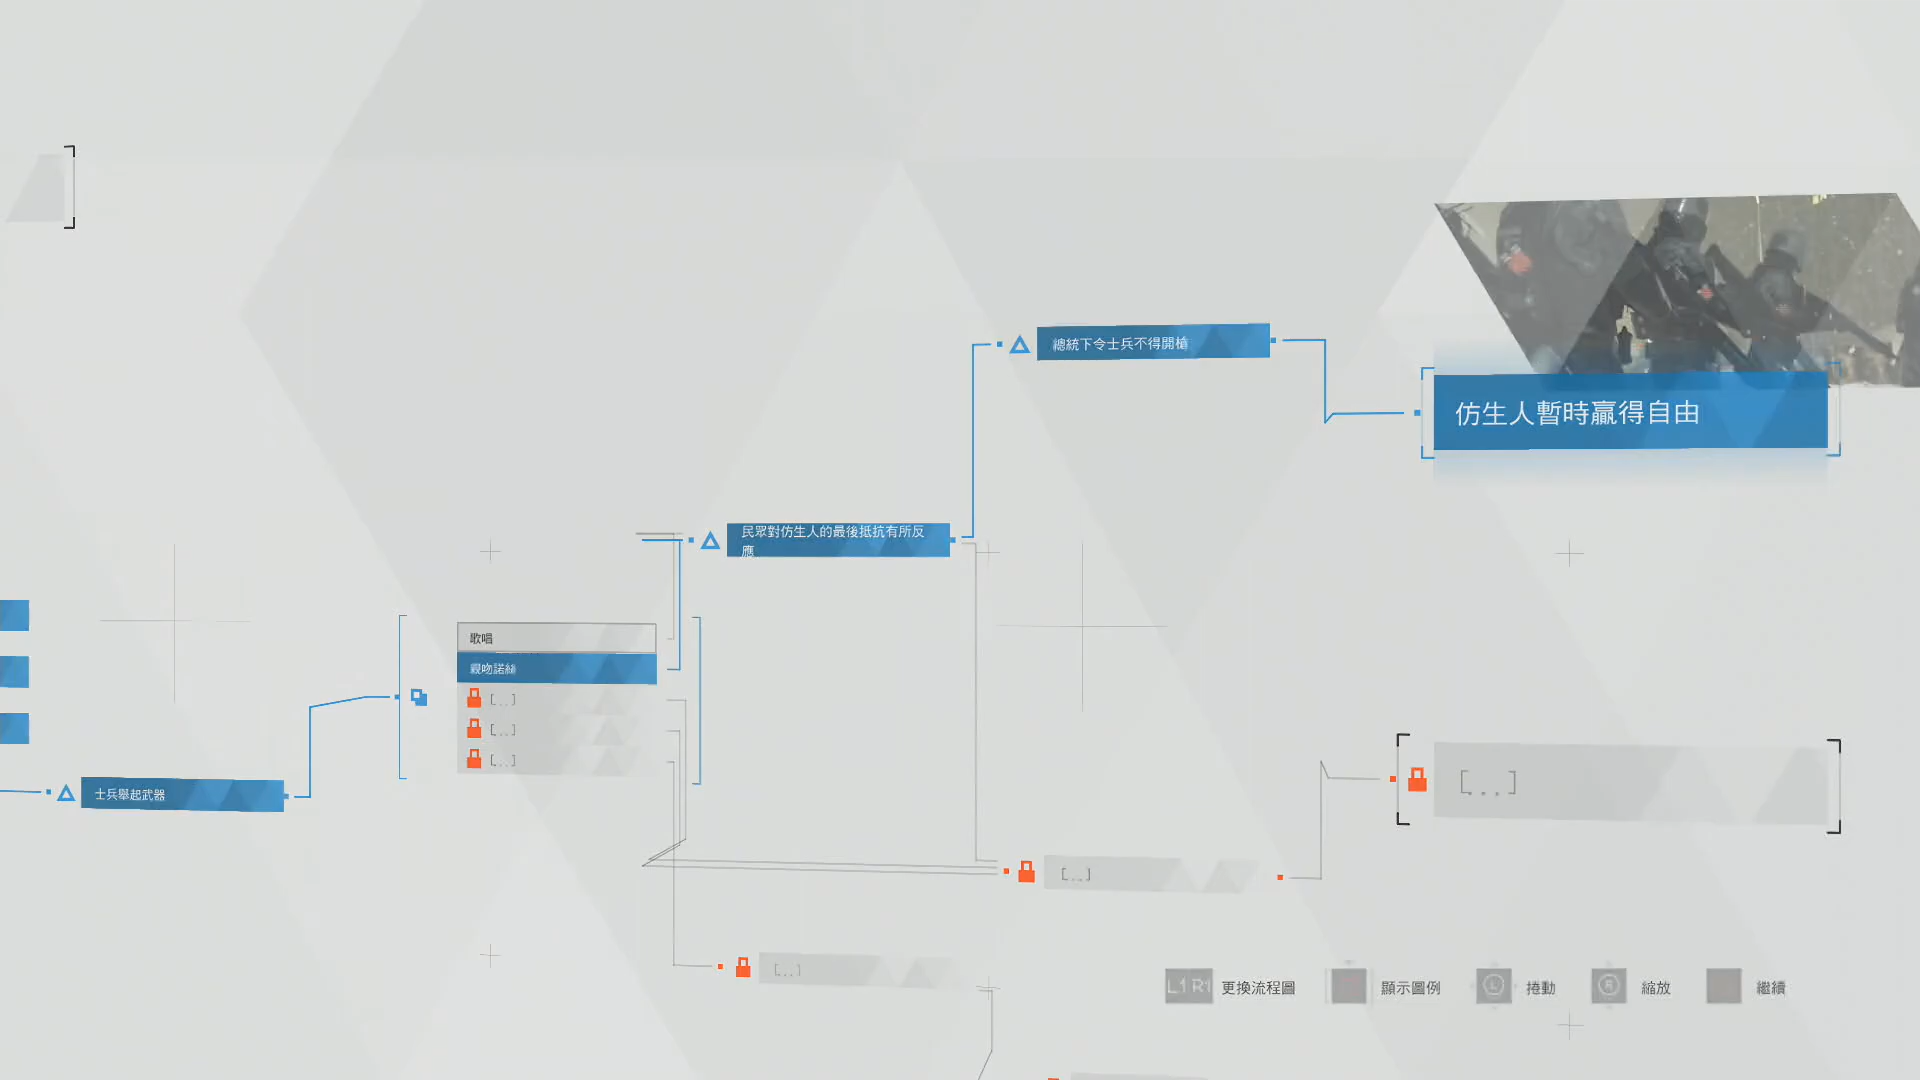 總統下令士兵不得開槍
仿生人暫時贏得自由
民眾對仿生人的最後抵抗有所反
應
歌唱
親吻諾絲
[...]
[...]
[...]
士兵舉起武器
[...]
[...]
[...]
L1 R1 更換流程圖 顯示圖例 L 捲動 R 縮放 繼續